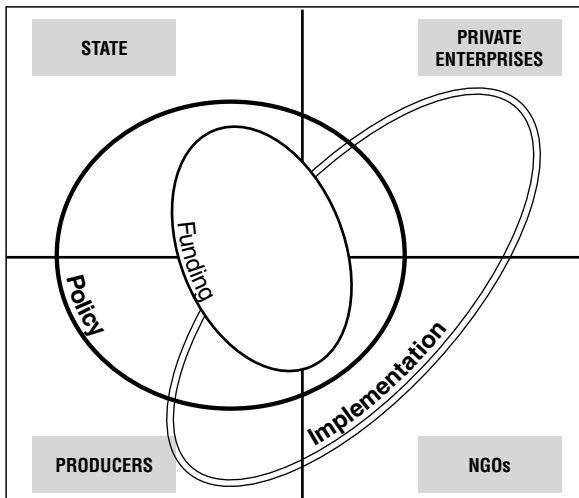 STATE
PRIVATE
ENTERPRISES
Funding
Policy
Implementation
PRODUCERS
NGOs